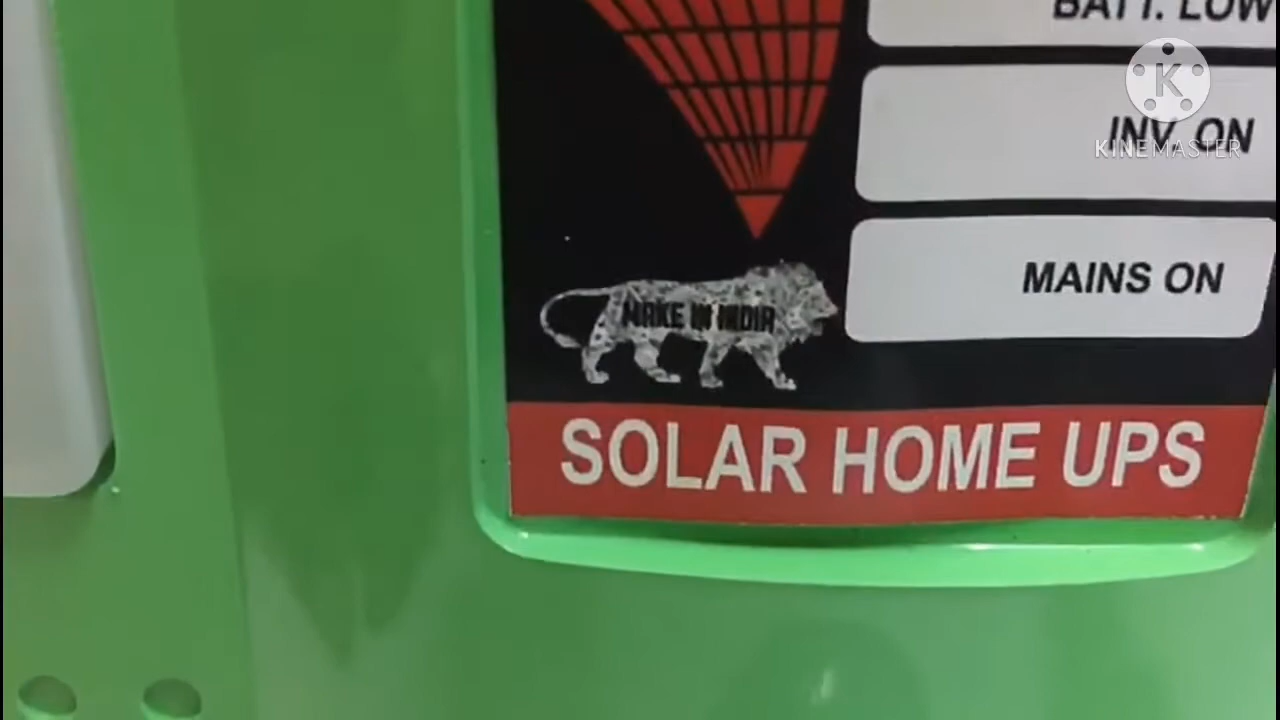 BATT. LOW
K
INV. ON
KINEMASTER
MAINS ON
MAKE IN INDIA
SOLAR HOME UPS